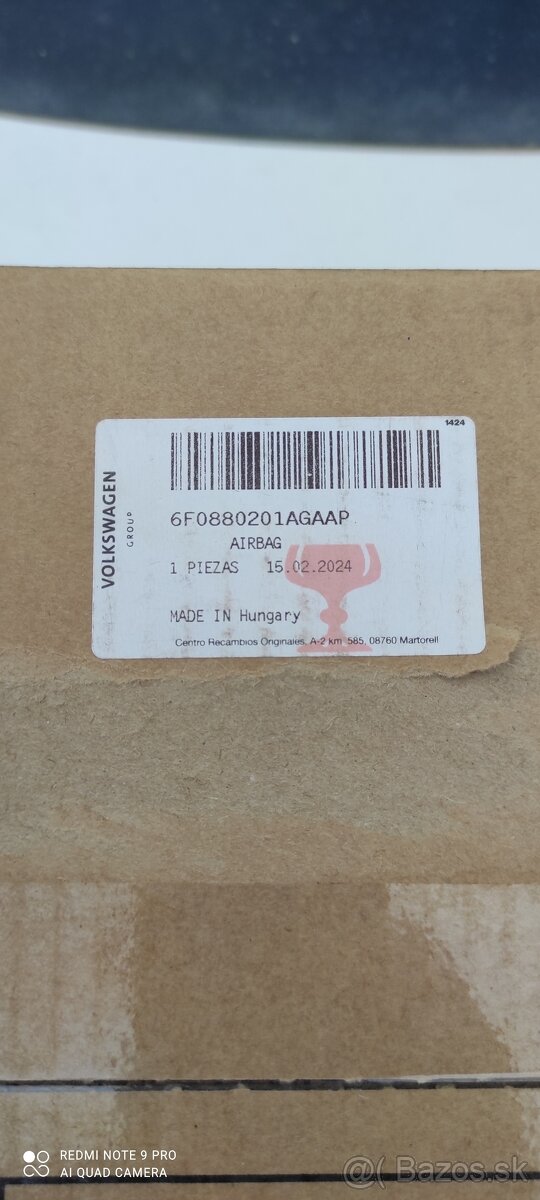 1424
VOLKSWAGEN
GROUP
6F0880201AGAAP
AIRBAG
1 PIEZAS 15.02.2024
MADE IN Hungary
Centro Recambios Originales, A-2 km 585, 08760 Martorell
REDMI NOTE 9 PRO
AI QUAD CAMERA
@(Bazos.sk